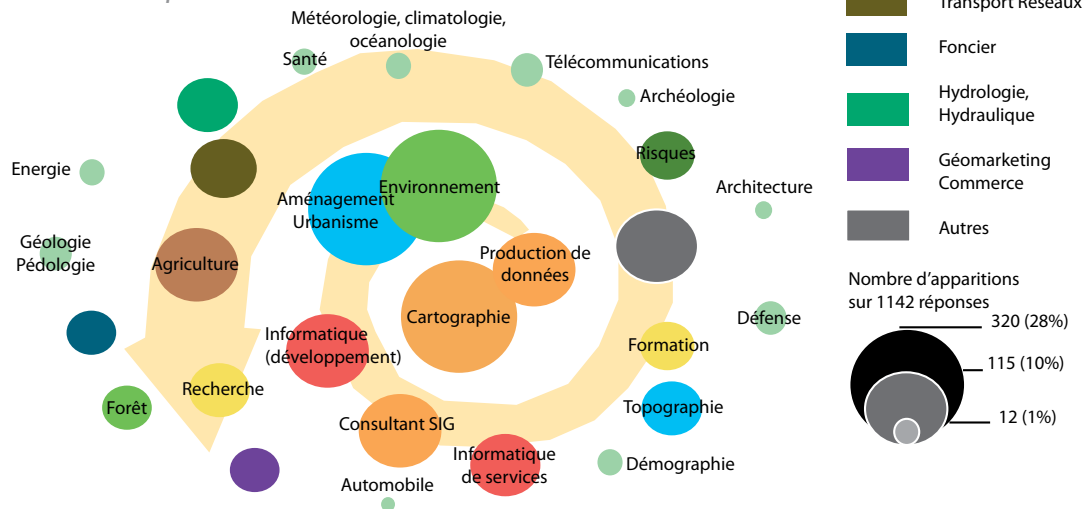 Météorologie, climatologie,
océanologie
Santé
Télécommunications
Archéologie
Risques
Energie
Environnement
Aménagement
Urbanisme
Architecture
Géologie
Pédologie
Agriculture
Production de
données
Cartographie
Défense
Informatique
(développement)
Formation
Recherche
Forêt
Topographie
Consultant SIG
Informatique
de services
Démographie
Automobile
Transport Réseaux
Foncier
Hydrologie,
Hydraulique
Géomarketing
Commerce
Autres
Nombre d'apparitions
sur 1142 réponses
320 (28%)
115 (10%)
12 (1%)